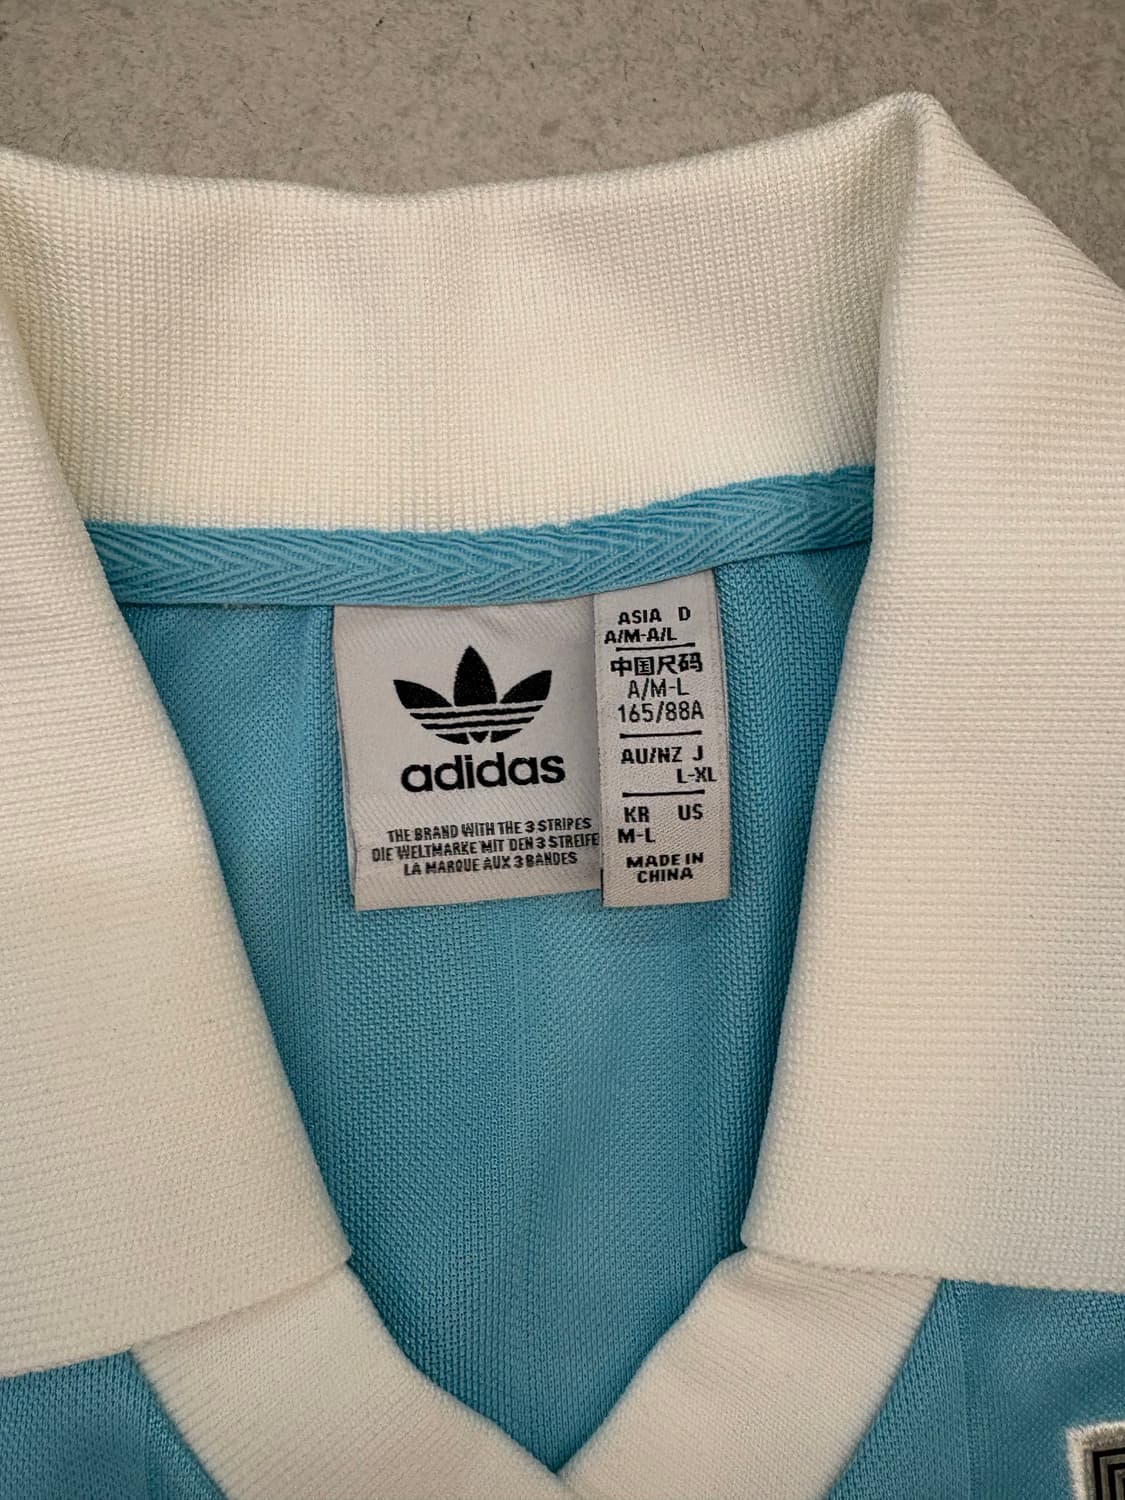 adidas
THE BRAND WITH THE 3 STRIPES
DIE WELTMARKE MIT DEN 3 STREIFE
LA MARQUE AUX 3 BANDES
ASIA D
A/M-A/L
中国尺码
A/M-L
165/88A
AU/NZ J
L-XL
KR US
M-L
MADE IN
CHINA